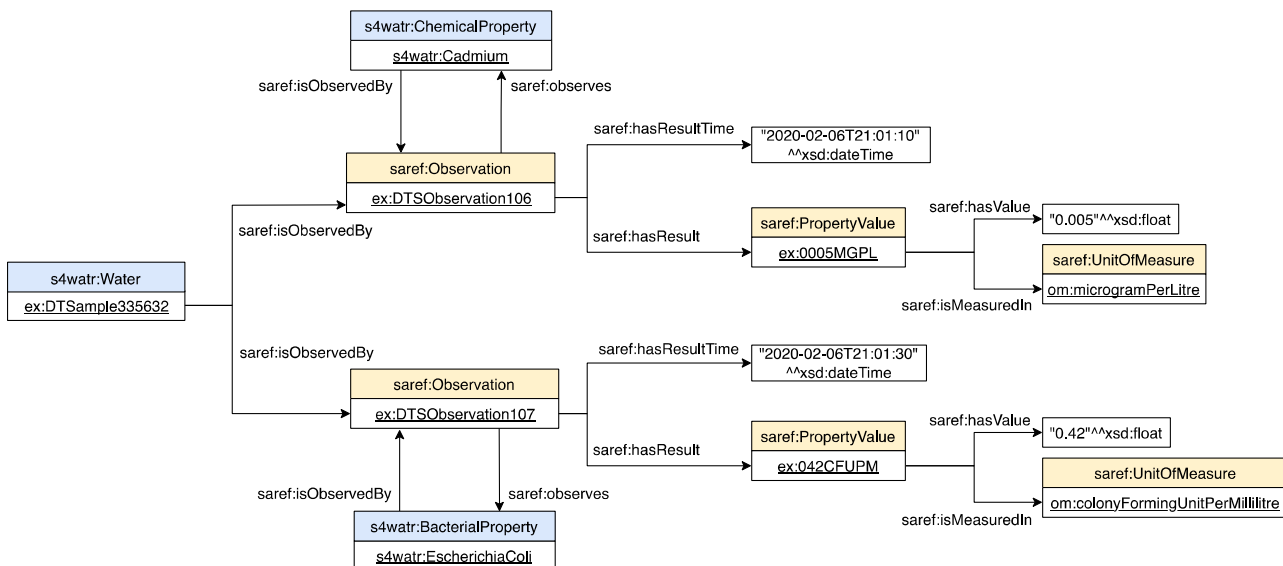 s4watr:ChemicalProperty
s4watr:Cadmium
saref:isObservedBy
saref:observes
saref:hasResultTime
"2020-02-06T21:01:10"
^^xsd:dateTime
saref:Observation
ex:DTSObservation106
saref:isObservedBy
saref:hasResult
saref:PropertyValue
ex:0005MGPL
saref:hasValue
"0.005"^^xsd:float
saref:UnitOfMeasure
om:microgramPerLitre
saref:isMeasuredIn
s4watr:Water
ex:DTSample335632
saref:isObservedBy
saref:hasResultTime
"2020-02-06T21:01:30"
^^xsd:dateTime
saref:Observation
ex:DTSObservation107
saref:hasResult
saref:PropertyValue
ex:042CFUPM
saref:hasValue
"0.42"^^xsd:float
saref:UnitOfMeasure
om:colonyFormingUnitPerMillilitre
saref:isMeasuredIn
saref:isObservedBy
saref:observes
s4watr:BacterialProperty
s4watr:EscherichiaColi